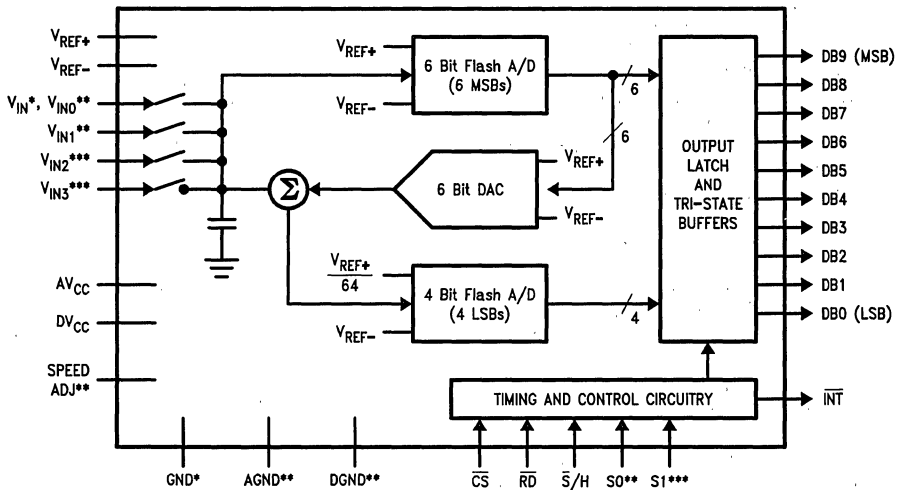 V_REF+
V_REF-
V_IN*, V_IN0**
V_IN1**
V_IN2***
V_IN3***
AV_CC
DV_CC
SPEED
ADJ**
V_REF+
V_REF-
6 Bit Flash A/D
(6 MSBs)
6
6
Σ
6 Bit DAC
V_REF+
V_REF-
V_REF+
64
V_REF-
4 Bit Flash A/D
(4 LSBs)
4
OUTPUT
LATCH
AND
TRI-STATE
BUFFERS
DB9 (MSB)
DB8
DB7
DB6
DB5
DB4
DB3
DB2
DB1
DB0 (LSB)
TIMING AND CONTROL CIRCUITRY
I̅N̅T̅
GND*
AGND**
DGND**
C̅S̅
R̅D̅
S̅/H
S0**
S1***